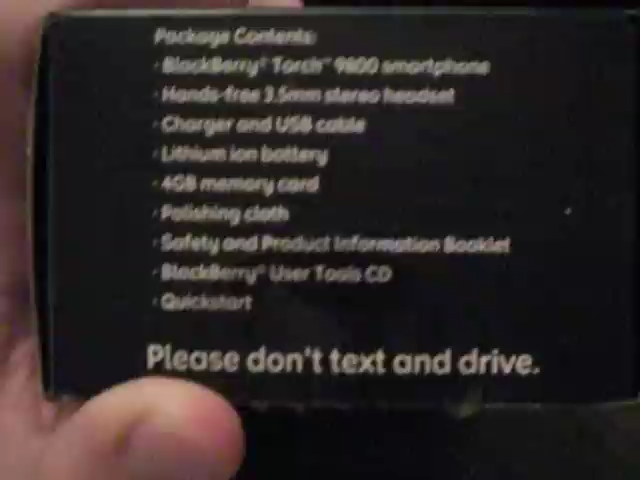 Package Contents:
· BlackBerry® Torch™ 9800 smartphone
· Hands-free 3.5mm stereo headset
· Charger and USB cable
· Lithium ion battery
· 4GB memory card
· Polishing cloth
· Safety and Product Information Booklet
· BlackBerry® User Tools CD
· Quickstart
Please don't text and drive.